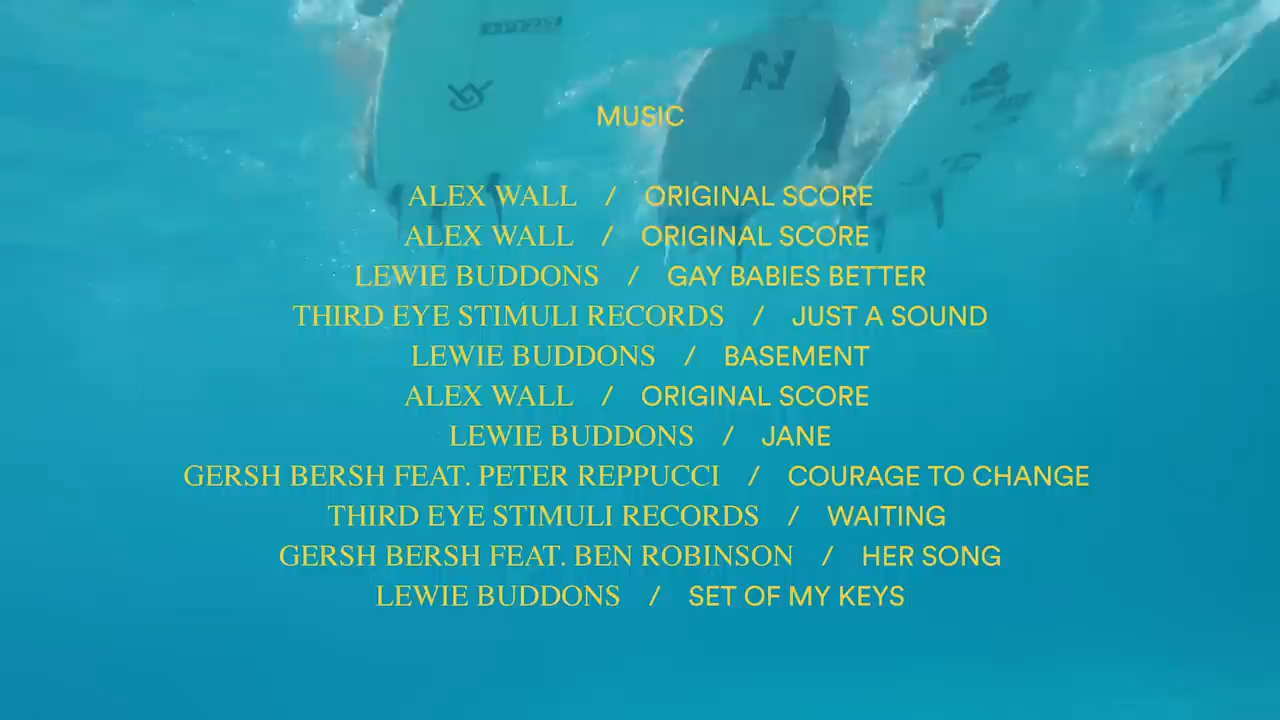 MUSIC
ALEX WALL / ORIGINAL SCORE
ALEX WALL / ORIGINAL SCORE
LEWIE BUDDONS / GAY BABIES BETTER
THIRD EYE STIMULI RECORDS / JUST A SOUND
LEWIE BUDDONS / BASEMENT
ALEX WALL / ORIGINAL SCORE
LEWIE BUDDONS / JANE
GERSH BERSH FEAT. PETER REPPUCCI / COURAGE TO CHANGE
THIRD EYE STIMULI RECORDS / WAITING
GERSH BERSH FEAT. BEN ROBINSON / HER SONG
LEWIE BUDDONS / SET OF MY KEYS